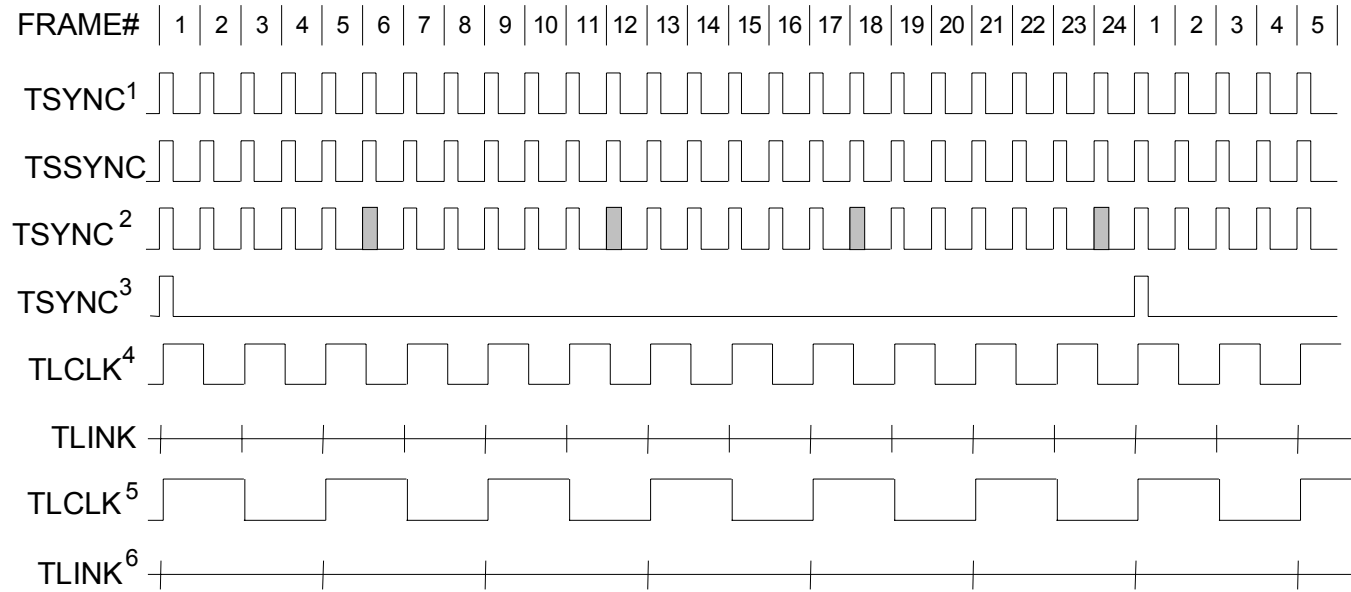 FRAME# 1 2 3 4 5 6 7 8 9 10 11 12 13 14 15 16 17 18 19 20 21 22 23 24 1 2 3 4 5
TSYNC1
TSSYNC
TSYNC2
TSYNC3
TLCLK4
TLINK
TLCLK5
TLINK6